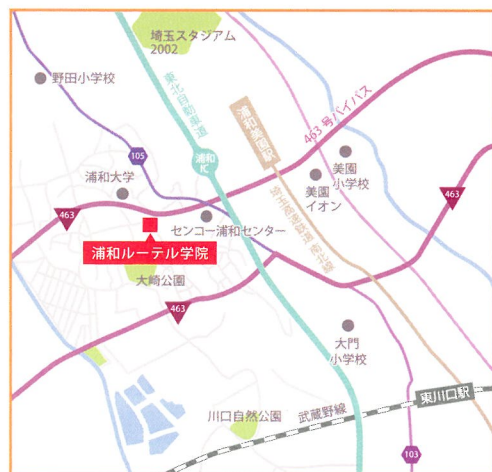 埼玉スタジアム
2002
野田小学校
東北自動車道
浦和美園駅
463号バイパス
105
浦和
IC
浦和大学
美園
小学校
美園
イオン
463
463
センコー浦和センター
埼玉高速鉄道 南北線
浦和ルーテル学院
大崎公園
463
大門
小学校
東川口駅
武蔵野線
川口自然公園
103